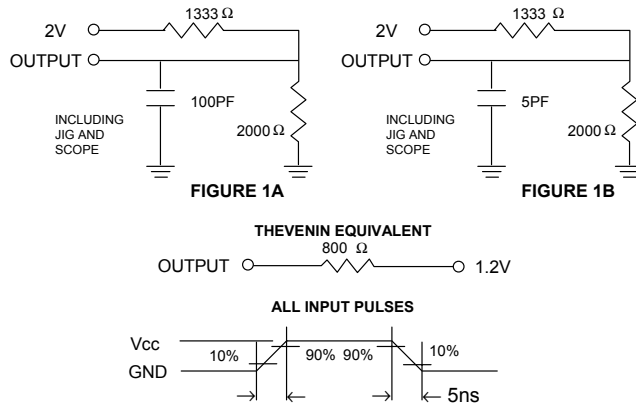 1333 Ω
2V
OUTPUT
100PF
INCLUDING
JIG AND
SCOPE
2000 Ω
FIGURE 1A
1333 Ω
2V
OUTPUT
5PF
INCLUDING
JIG AND
SCOPE
2000 Ω
FIGURE 1B
THEVENIN EQUIVALENT
800 Ω
OUTPUT 1.2V
ALL INPUT PULSES
Vcc
GND
10% 90% 90% 10%
5ns